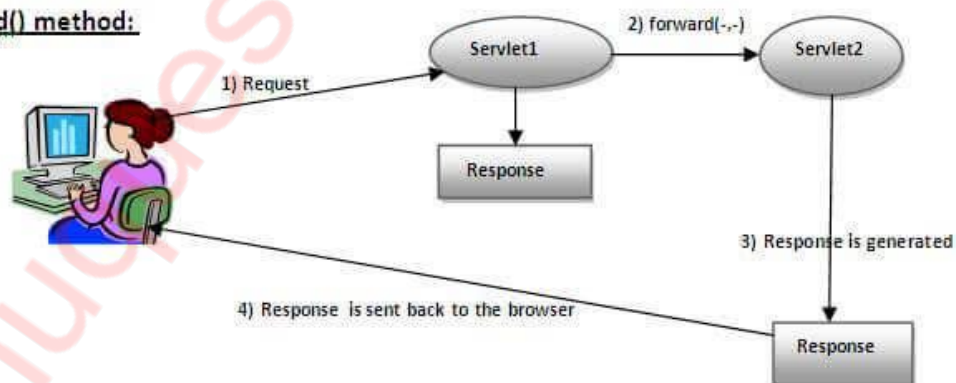 d() method:
2) forward(-,-)
Servlet1
Servlet2
1) Request
Response
3) Response is generated
4) Response is sent back to the browser
Response